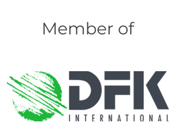 Member of
DFK
INTERNATIONAL